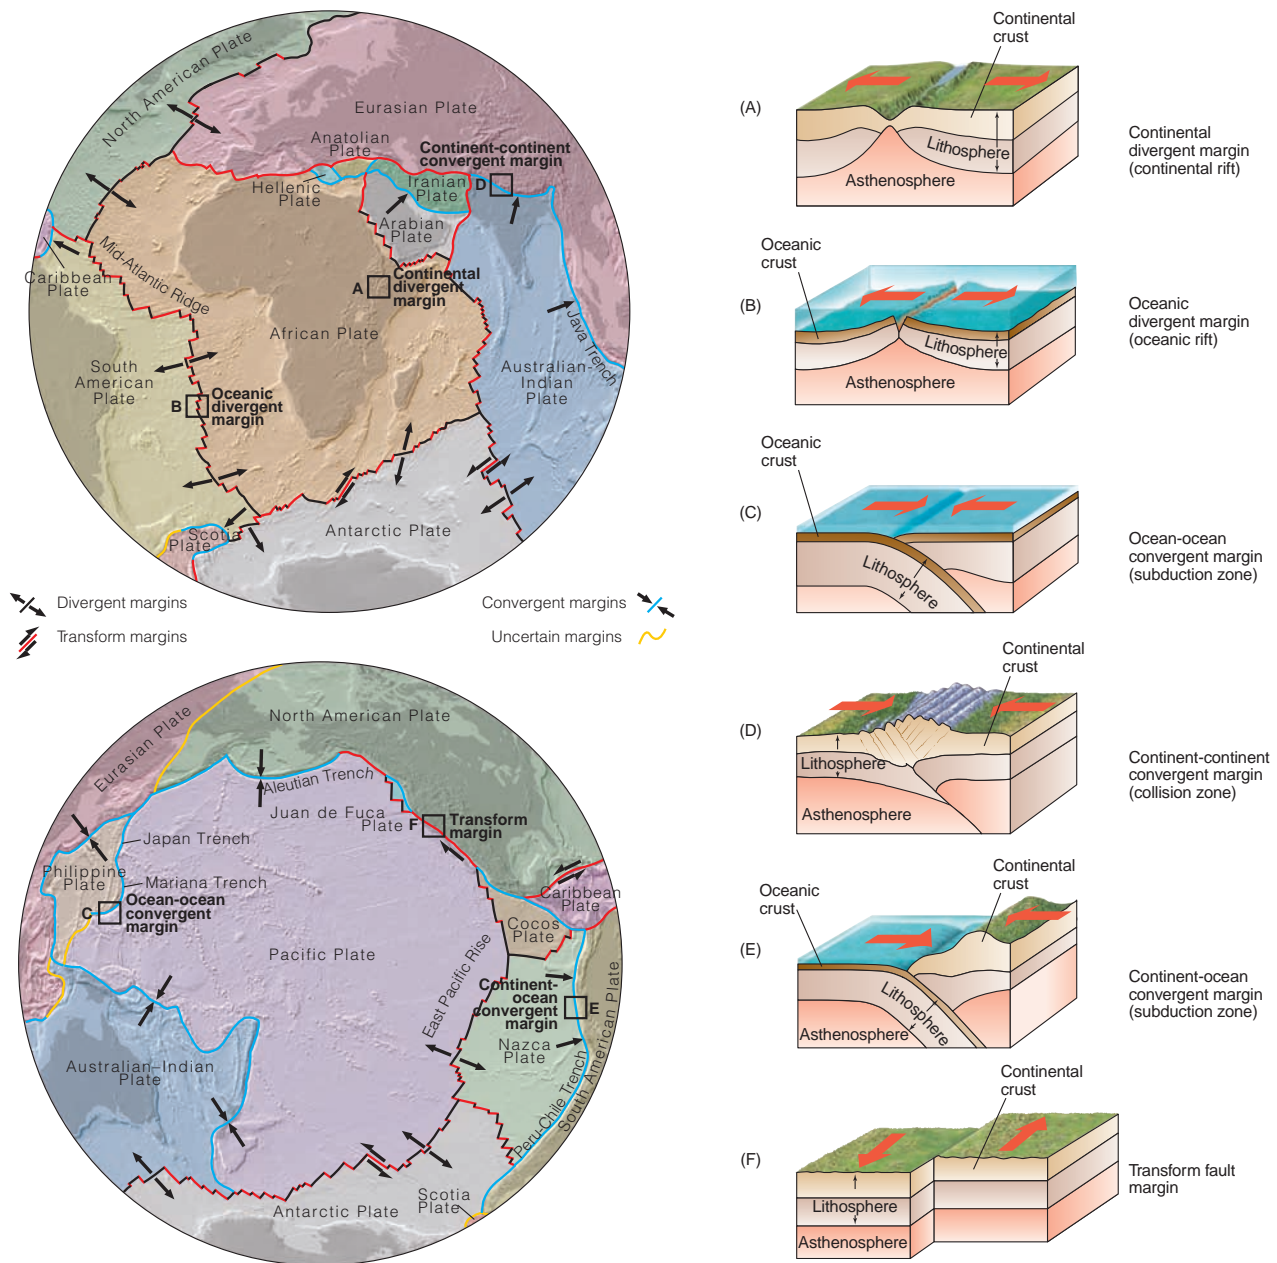 North American Plate
Eurasian Plate
Anatolian
Plate
Continent-continent
convergent margin
D
Hellenic
Plate
Iranian
Plate
Arabian
Plate
Caribbean
Plate
Mid-Atlantic Ridge
A
Continental
divergent
margin
African Plate
Java Trench
South
American
Plate
B
Oceanic
divergent
margin
Australian-
Indian
Plate
Antarctic Plate
Scotia
Plate
Divergent margins
Transform margins
Convergent margins
Uncertain margins
Eurasian Plate
North American Plate
Aleutian Trench
Juan de Fuca
Plate
F
Transform
margin
Japan Trench
Philippine
Plate
Mariana Trench
C
Ocean-ocean
convergent
margin
Caribbean
Plate
Cocos
Plate
Pacific Plate
East Pacific Rise
Continent-
ocean
convergent
margin
E
Nazca
Plate
South American Plate
Peru-Chile Trench
Australian–Indian
Plate
Scotia
Plate
Antarctic Plate
Continental
crust
(A)
Lithosphere
Asthenosphere
Continental
divergent margin
(continental rift)
Oceanic
crust
(B)
Lithosphere
Asthenosphere
Oceanic
divergent margin
(oceanic rift)
Oceanic
crust
(C)
Lithosphere
Ocean-ocean
convergent margin
(subduction zone)
Continental
crust
(D)
Lithosphere
Asthenosphere
Continent-continent
convergent margin
(collision zone)
Continental
crust
Oceanic
crust
(E)
Lithosphere
Asthenosphere
Continent-ocean
convergent margin
(subduction zone)
Continental
crust
(F)
Lithosphere
Asthenosphere
Transform fault
margin